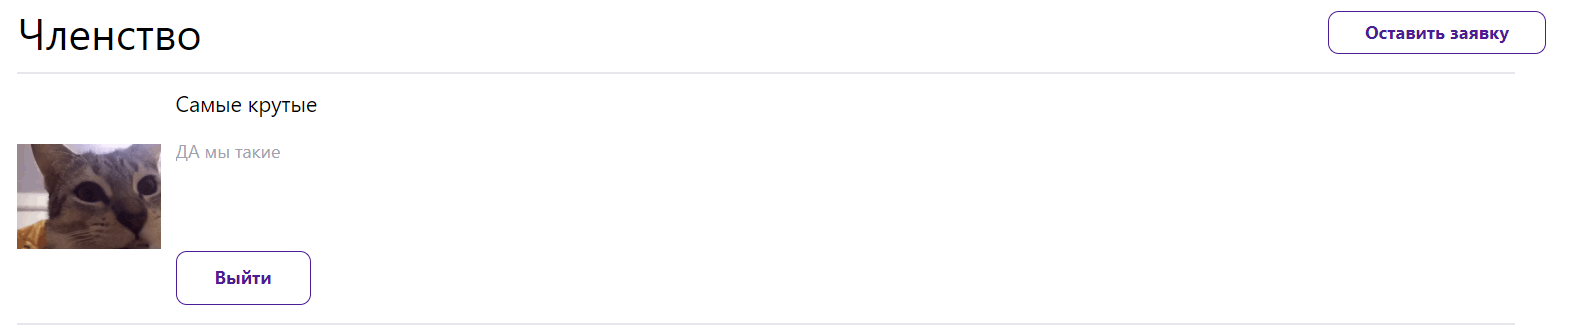 Членство
Оставить заявку
Самые крутые
ДА мы такие
Выйти